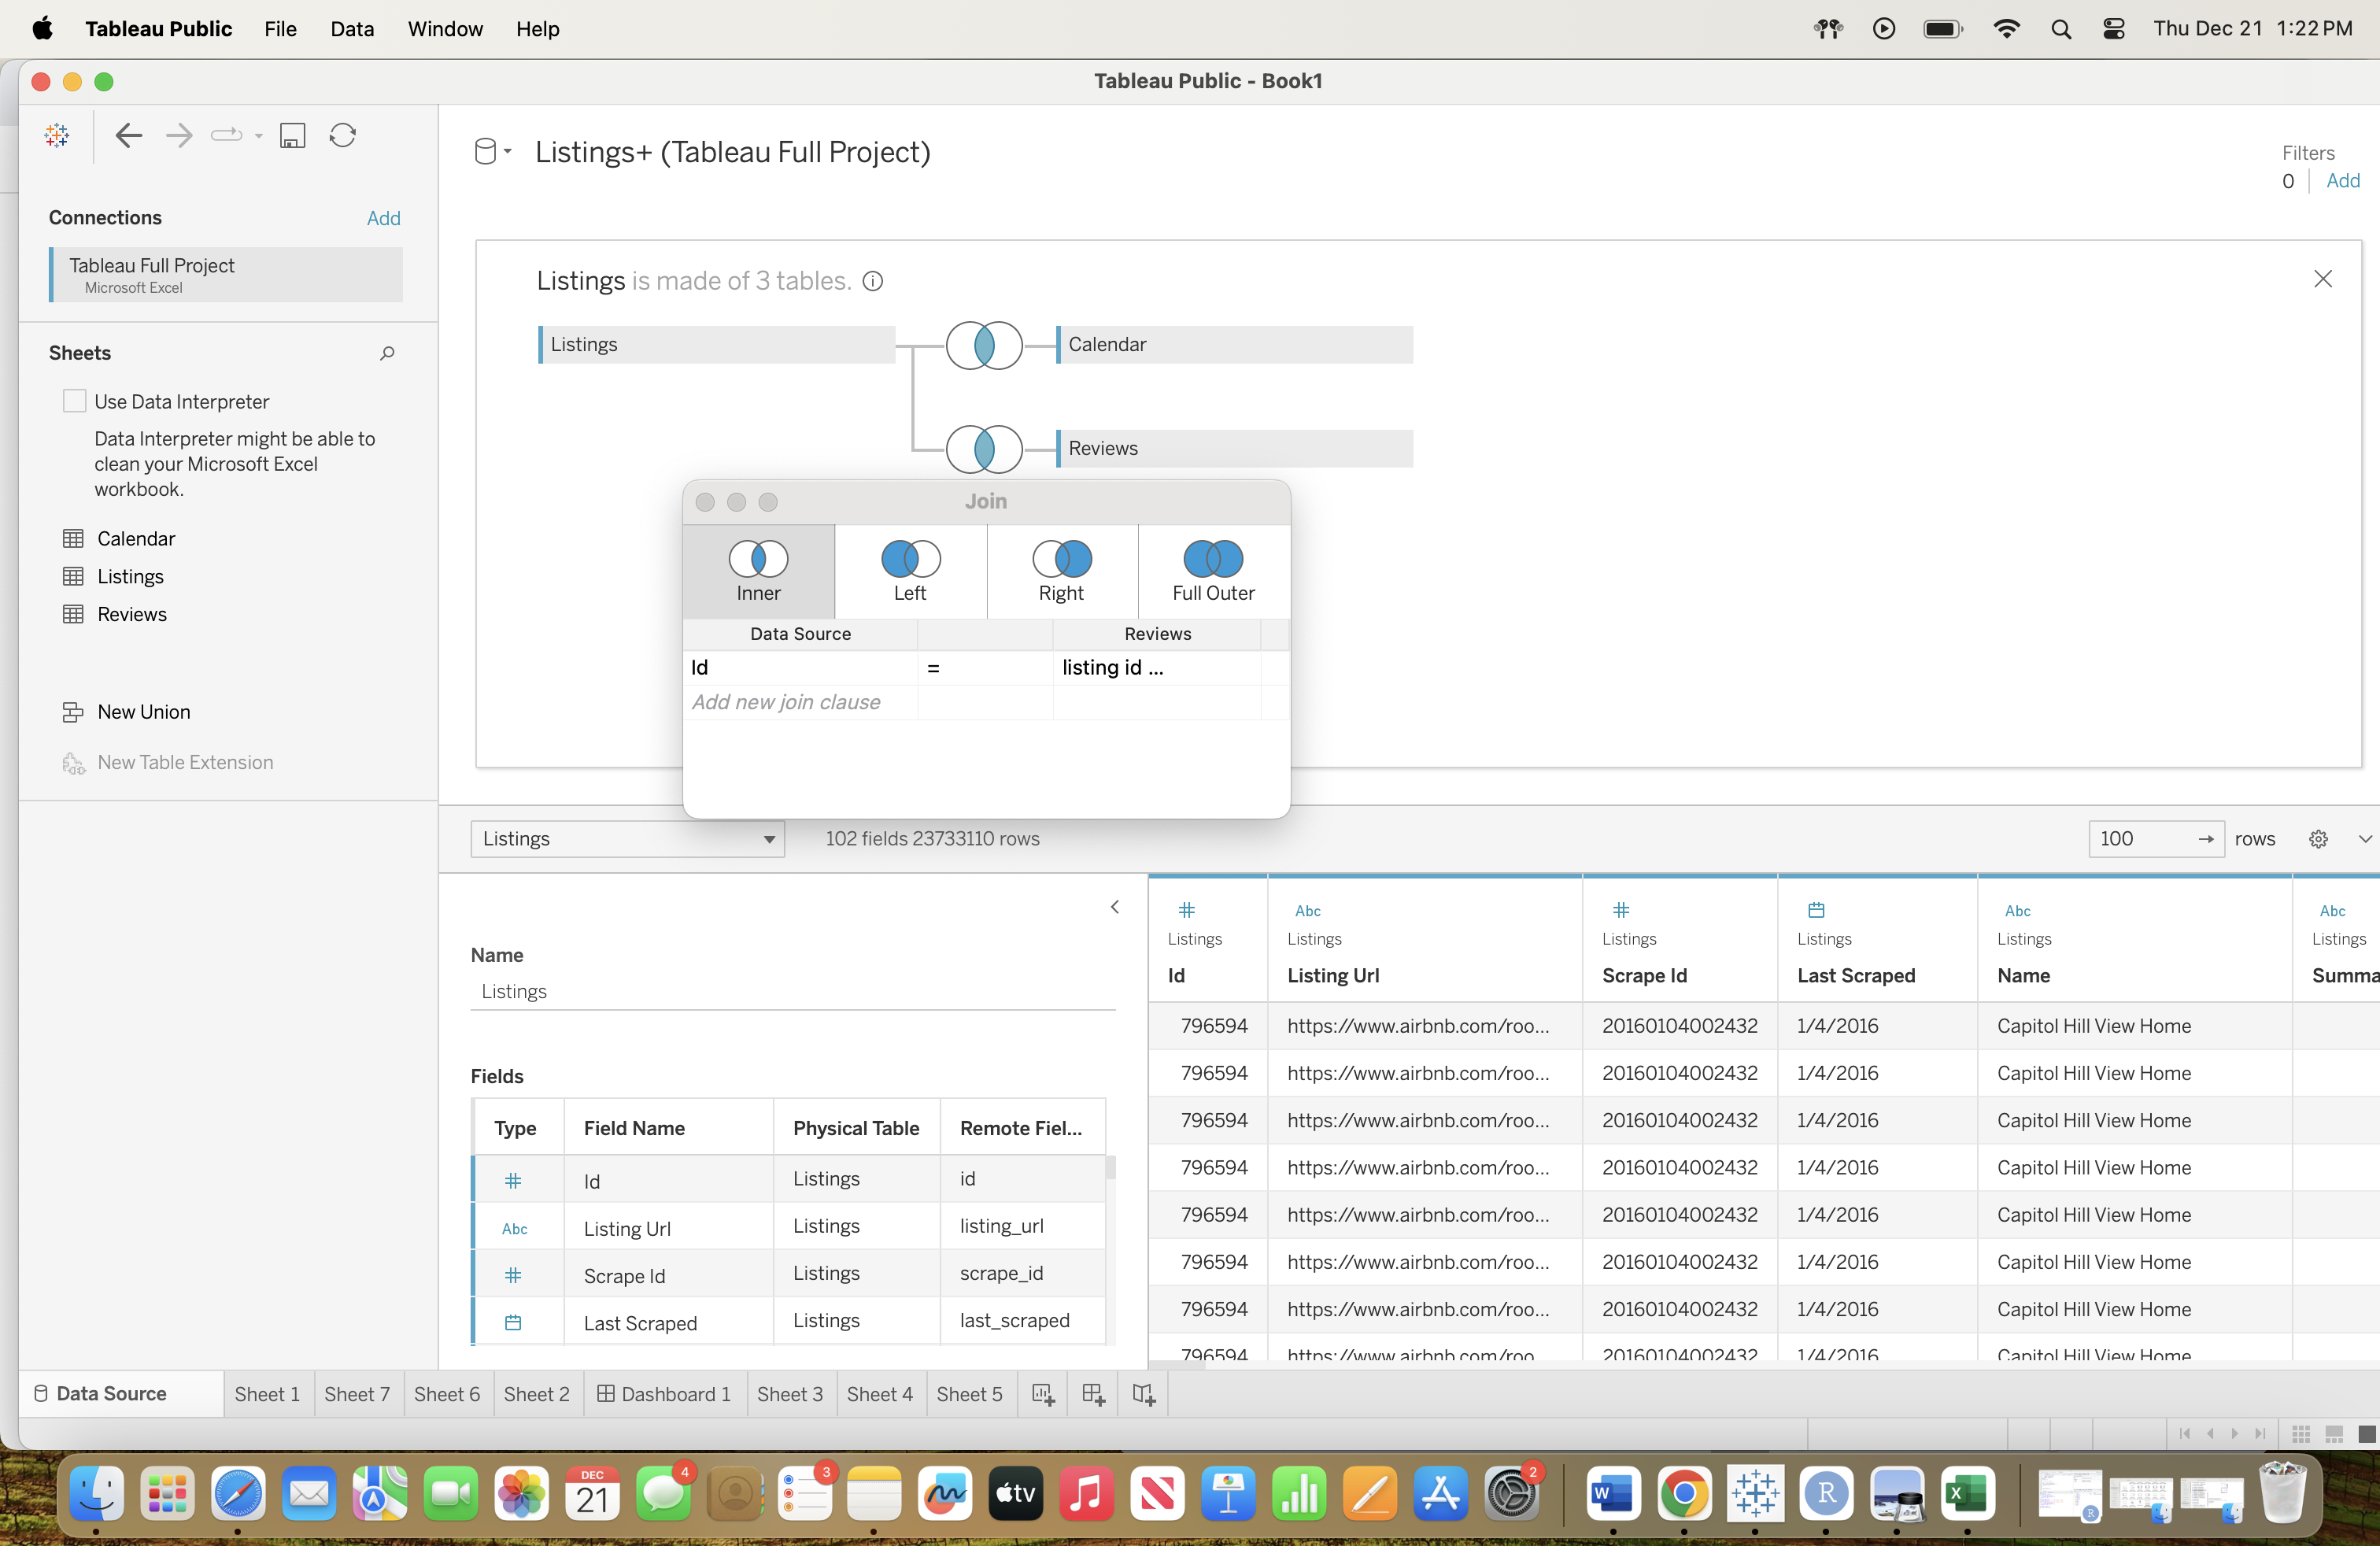 Tableau Public File Data Window Help Thu Dec 21 1:22 PM
Tableau Public - Book1
Listings+ (Tableau Full Project)
Filters
0 Add
Connections Add
Tableau Full Project
Microsoft Excel
Listings is made of 3 tables.
Listings
Calendar
Reviews
Sheets
Use Data Interpreter
Data Interpreter might be able to
clean your Microsoft Excel
workbook.
Calendar
Listings
Reviews
New Union
New Table Extension
Join
Inner Left Right Full Outer
Data Source Reviews
Id = listing id ...
Add new join clause
Listings 102 fields 23733110 rows 100 → rows
Name
Listings
Fields
Type Field Name Physical Table Remote Fiel...
# Id Listings id
Abc Listing Url Listings listing_url
# Scrape Id Listings scrape_id
Last Scraped Listings last_scraped
# Abc # Abc Abc
Listings Listings Listings Listings Listings Listings
Id Listing Url Scrape Id Last Scraped Name Summa
796594 https://www.airbnb.com/roo... 20160104002432 1/4/2016 Capitol Hill View Home
796594 https://www.airbnb.com/roo... 20160104002432 1/4/2016 Capitol Hill View Home
796594 https://www.airbnb.com/roo... 20160104002432 1/4/2016 Capitol Hill View Home
796594 https://www.airbnb.com/roo... 20160104002432 1/4/2016 Capitol Hill View Home
796594 https://www.airbnb.com/roo... 20160104002432 1/4/2016 Capitol Hill View Home
796594 https://www.airbnb.com/roo... 20160104002432 1/4/2016 Capitol Hill View Home
796594 https://www.airbnb.com/roo... 20160104002432 1/4/2016 Capitol Hill View Home
796594 https://www.airbnb.com/roo... 20160104002432 1/4/2016 Capitol Hill View Home
Data Source Sheet 1 Sheet 7 Sheet 6 Sheet 2 Dashboard 1 Sheet 3 Sheet 4 Sheet 5
DEC
21
4
3
tv
2
W
R
X